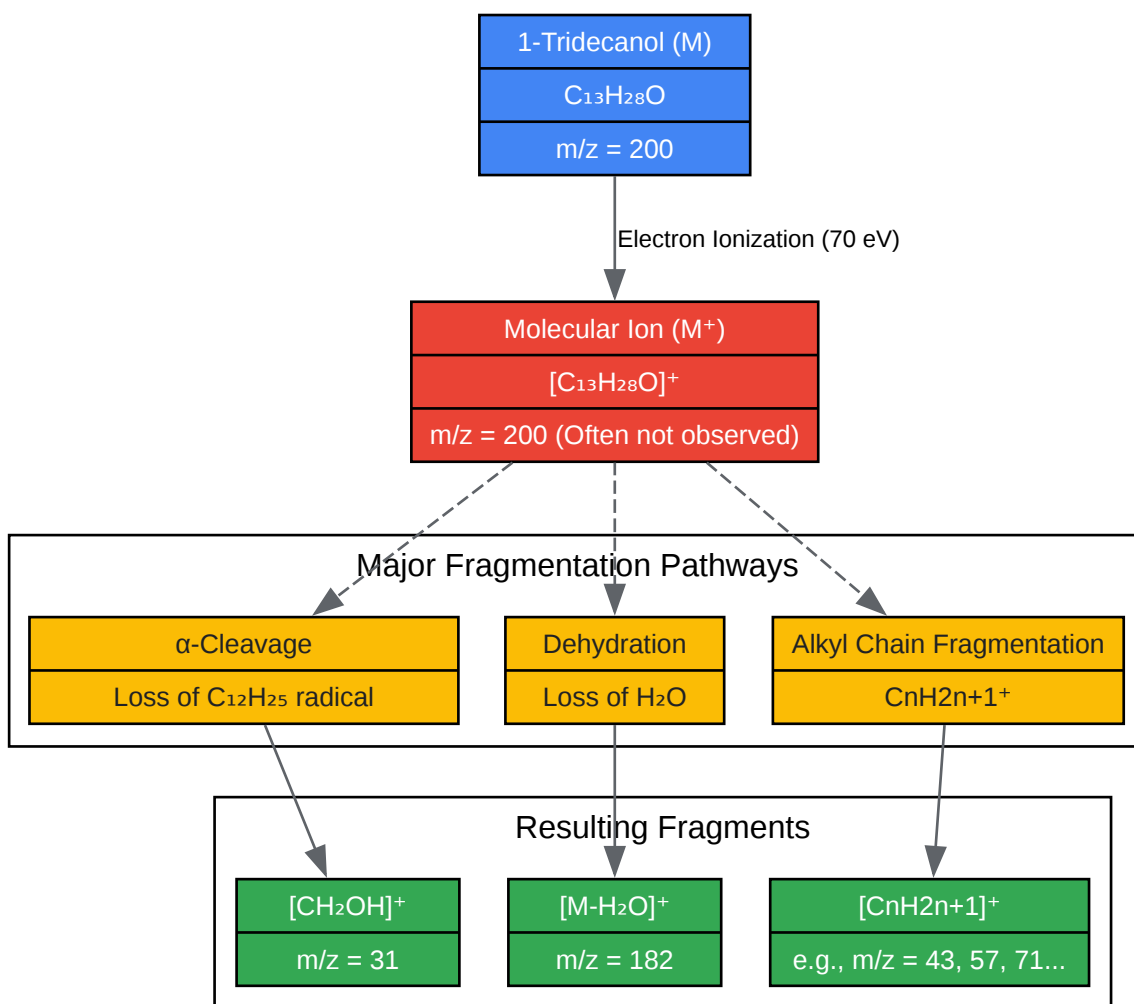 1-Tridecanol (M)
C₁₃H₂₈O
m/z = 200
Electron Ionization (70 eV)
Molecular Ion (M⁺)
[C₁₃H₂₈O]⁺
m/z = 200 (Often not observed)
Major Fragmentation Pathways
α-Cleavage
Loss of C₁₂H₂₅ radical
Dehydration
Loss of H₂O
Alkyl Chain Fragmentation
CnH2n+1⁺
Resulting Fragments
[CH₂OH]⁺
m/z = 31
[M-H₂O]⁺
m/z = 182
[CnH2n+1]⁺
e.g., m/z = 43, 57, 71...